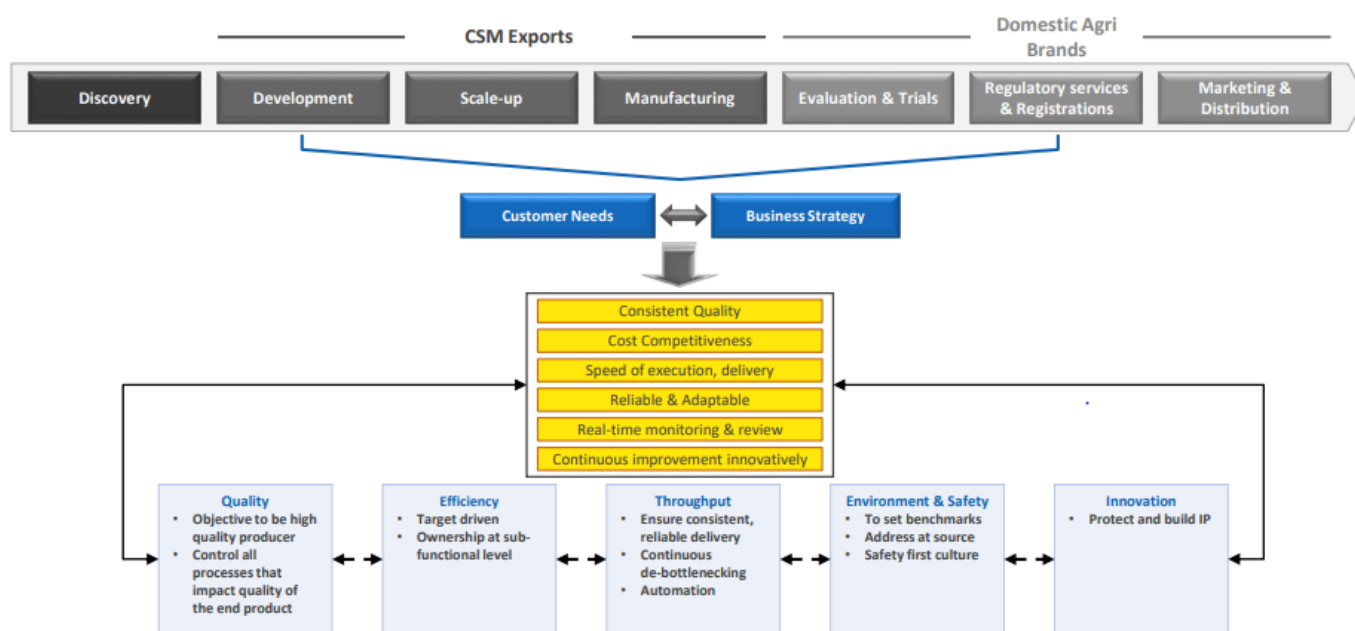 CSM Exports
Domestic Agri
Brands
Discovery
Development
Scale-up
Manufacturing
Evaluation & Trials
Regulatory services
& Registrations
Marketing &
Distribution
Customer Needs
Business Strategy
Consistent Quality
Cost Competitiveness
Speed of execution, delivery
Reliable & Adaptable
Real-time monitoring & review
Continuous improvement innovatively
Quality
• Objective to be high
quality producer
• Control all
processes that
impact quality of
the end product
Efficiency
• Target driven
• Ownership at sub-
functional level
Throughput
• Ensure consistent,
reliable delivery
• Continuous
de-bottlenecking
• Automation
Environment & Safety
• To set benchmarks
• Address at source
• Safety first culture
Innovation
• Protect and build IP